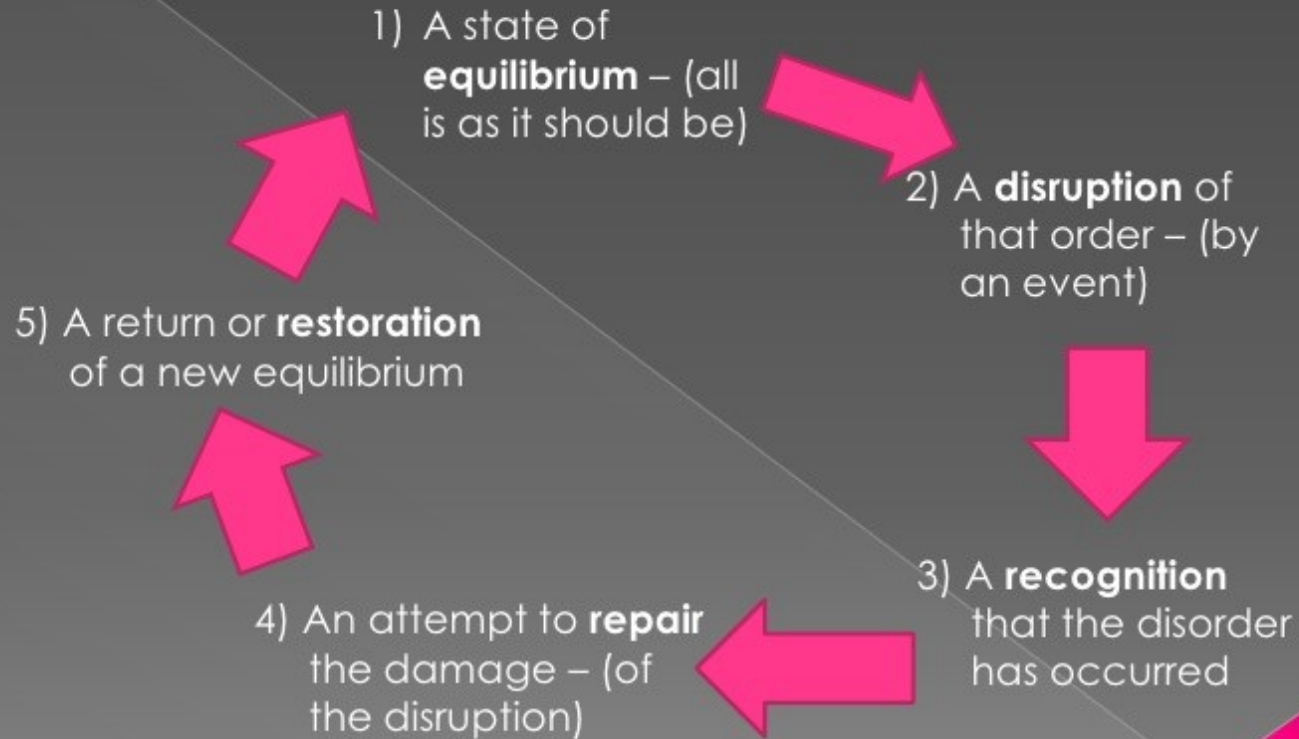 1) A state of
equilibrium – (all
is as it should be)
2) A disruption of
that order – (by
an event)
3) A recognition
that the disorder
has occurred
4) An attempt to repair
the damage – (of
the disruption)
5) A return or restoration
of a new equilibrium